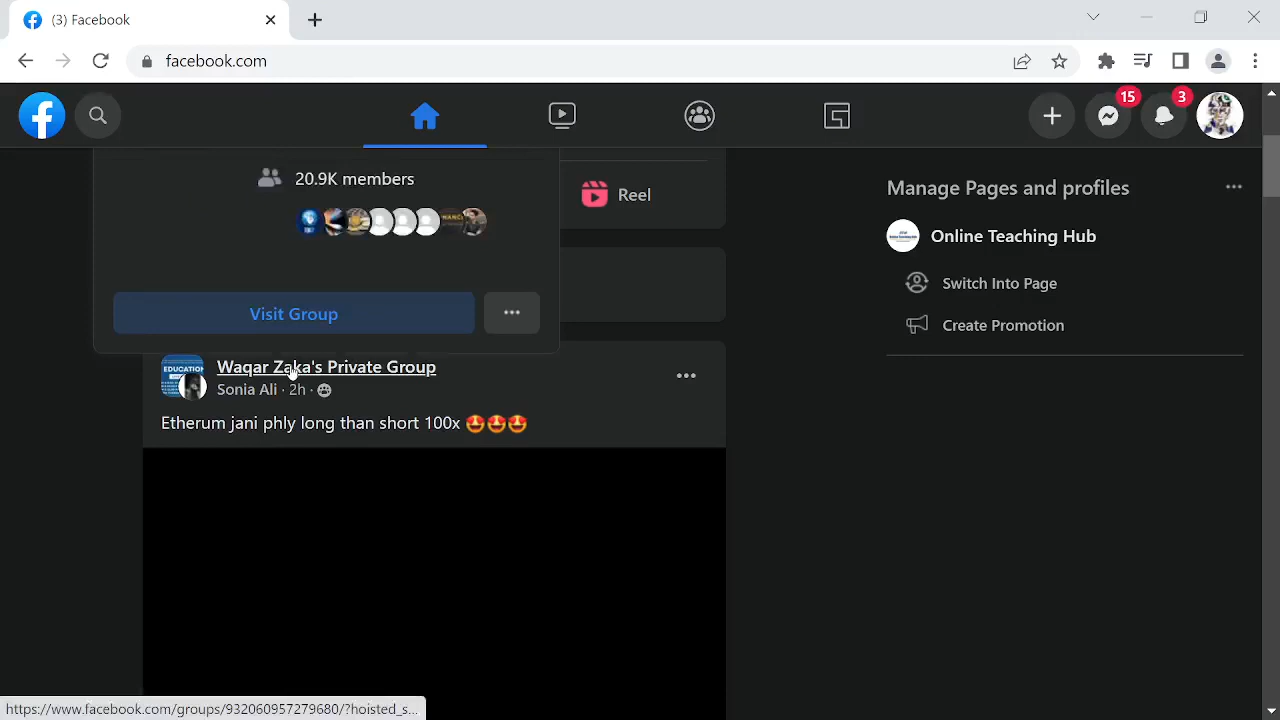 (3) Facebook
facebook.com
15
3
20.9K members
Reel
Manage Pages and profiles
Online Teaching Hub
Visit Group
Switch Into Page
Create Promotion
EDUCATION
Waqar Zaka's Private Group
Sonia Ali · 2h ·
Etherum jani phly long than short 100x 🤩🤩🤩
https://www.facebook.com/groups/932060957279680/?hoisted_s...